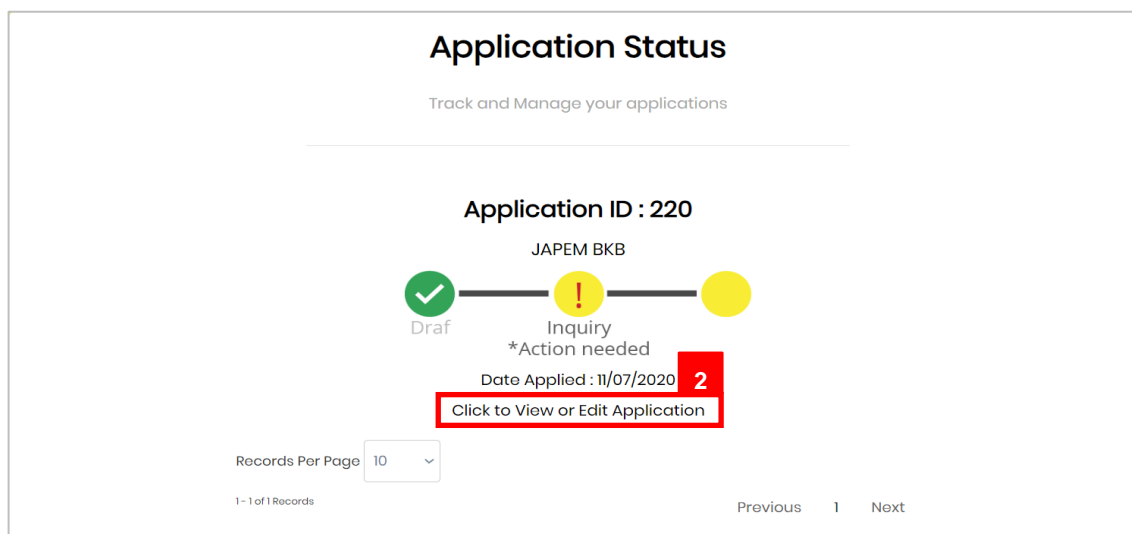 Application Status
Track and Manage your applications
Application ID : 220
JAPEM BKB
!
Draf
Inquiry
*Action needed
Date Applied : 11/07/2020
2
Click to View or Edit Application
Records Per Page 10
1 - 1 of 1 Records
Previous 1 Next